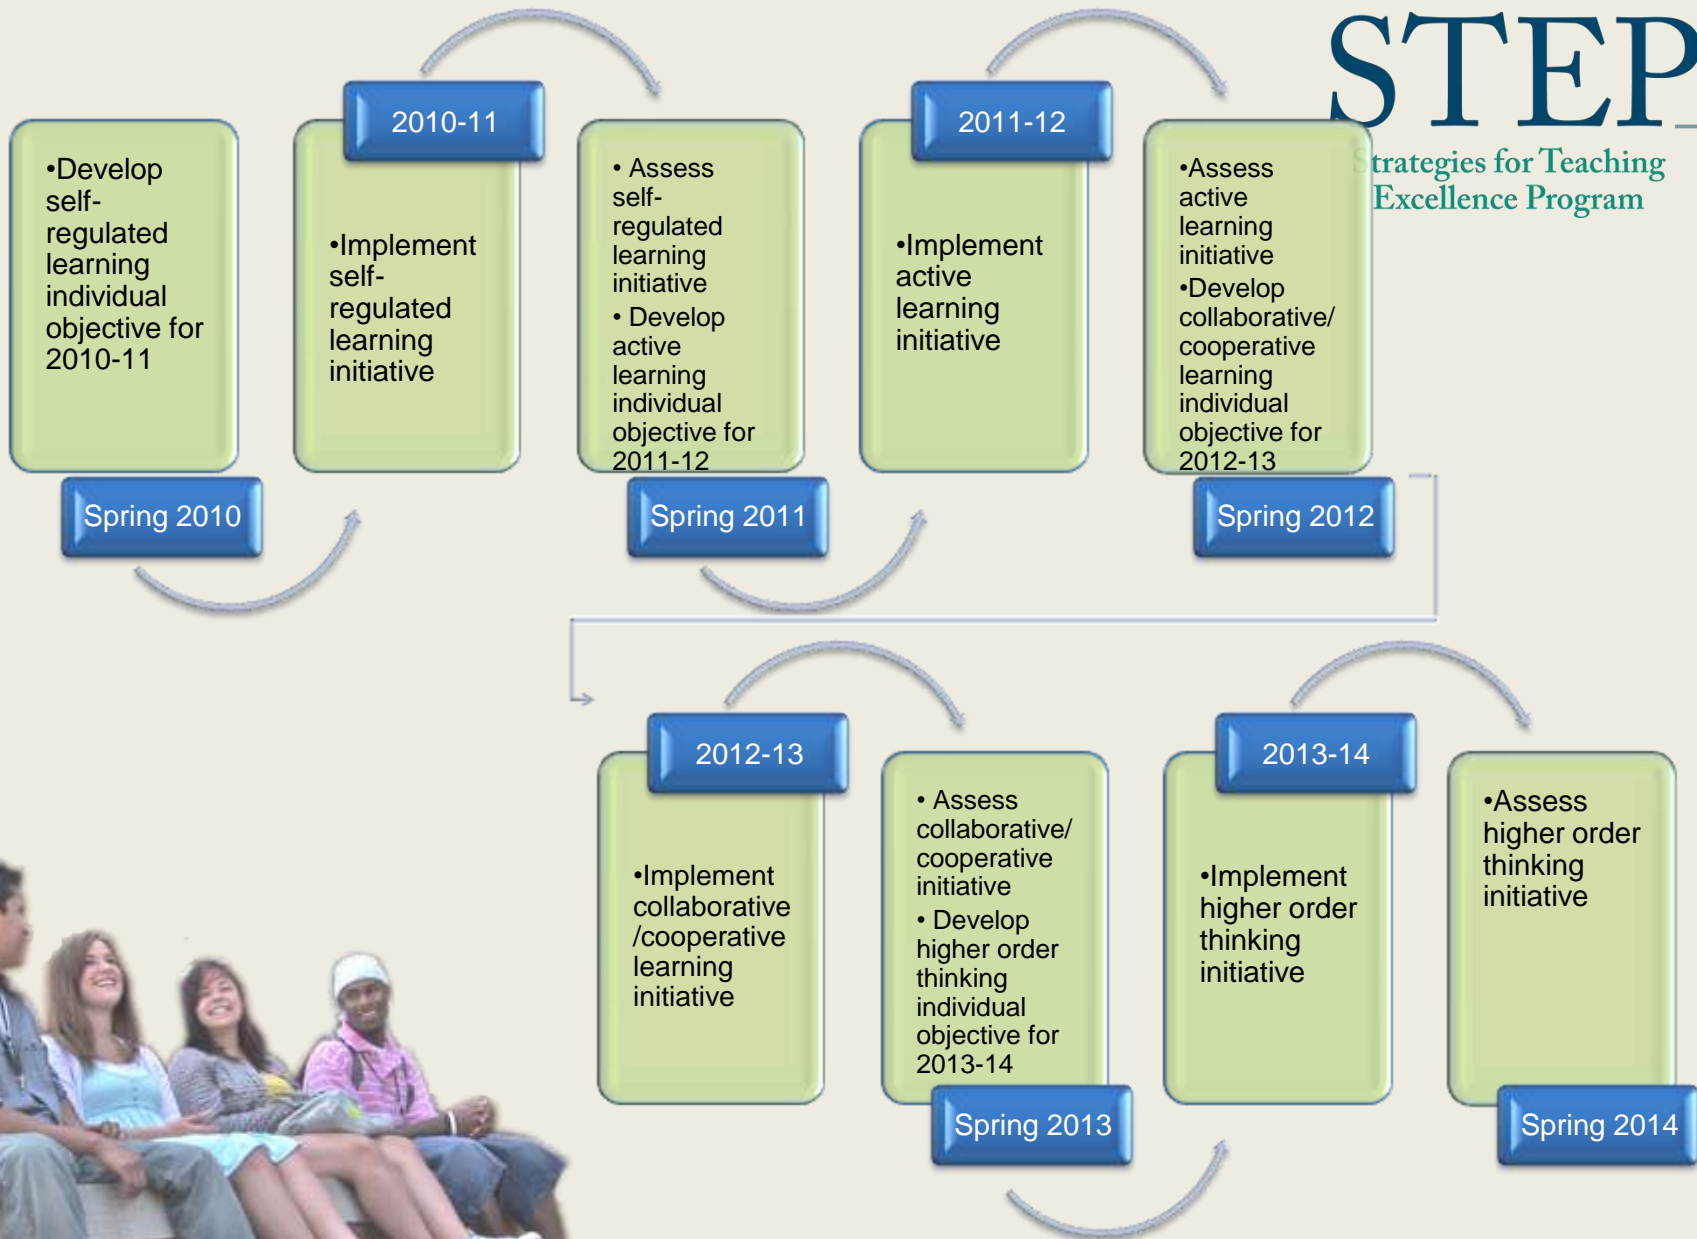 STEP
Strategies for Teaching
Excellence Program
•Develop
self-
regulated
learning
individual
objective for
2010-11
Spring 2010
2010-11
•Implement
self-
regulated
learning
initiative
• Assess
self-
regulated
learning
initiative
• Develop
active
learning
individual
objective for
2011-12
Spring 2011
2011-12
•Implement
active
learning
initiative
•Assess
active
learning
initiative
•Develop
collaborative/
cooperative
learning
individual
objective for
2012-13
Spring 2012
2012-13
•Implement
collaborative
/cooperative
learning
initiative
• Assess
collaborative/
cooperative
initiative
• Develop
higher order
thinking
individual
objective for
2013-14
Spring 2013
2013-14
•Implement
higher order
thinking
initiative
•Assess
higher order
thinking
initiative
Spring 2014